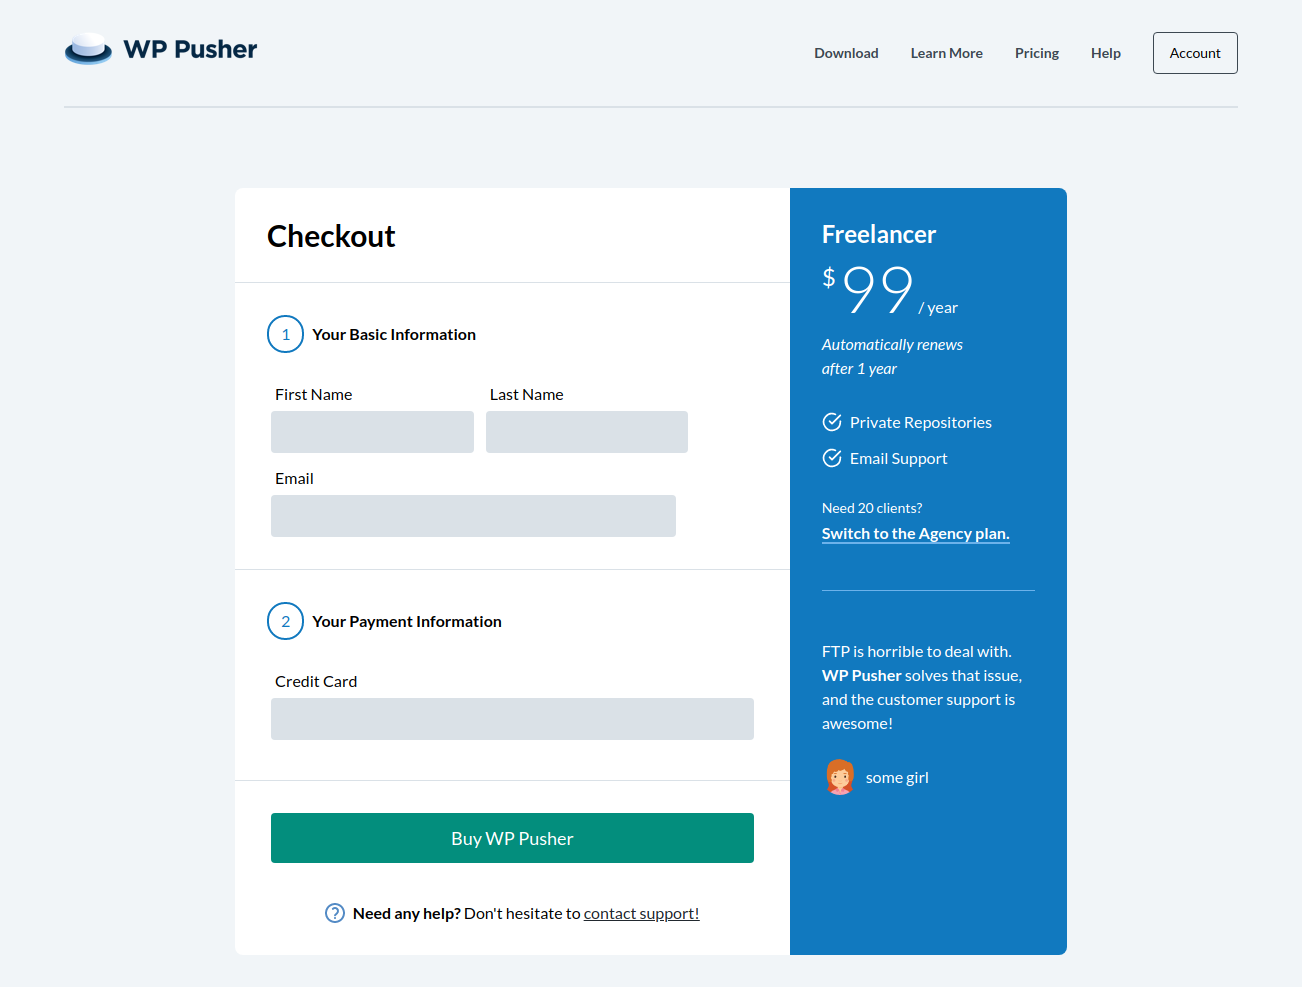 WP Pusher
Download
Learn More
Pricing
Help
Account
Checkout
1
Your Basic Information
First Name
Last Name
Email
2
Your Payment Information
Credit Card
Buy WP Pusher
Need any help? Don't hesitate to contact support!
Freelancer
$99 / year
Automatically renews
after 1 year
Private Repositories
Email Support
Need 20 clients?
Switch to the Agency plan.
FTP is horrible to deal with.
WP Pusher solves that issue,
and the customer support is
awesome!
some girl